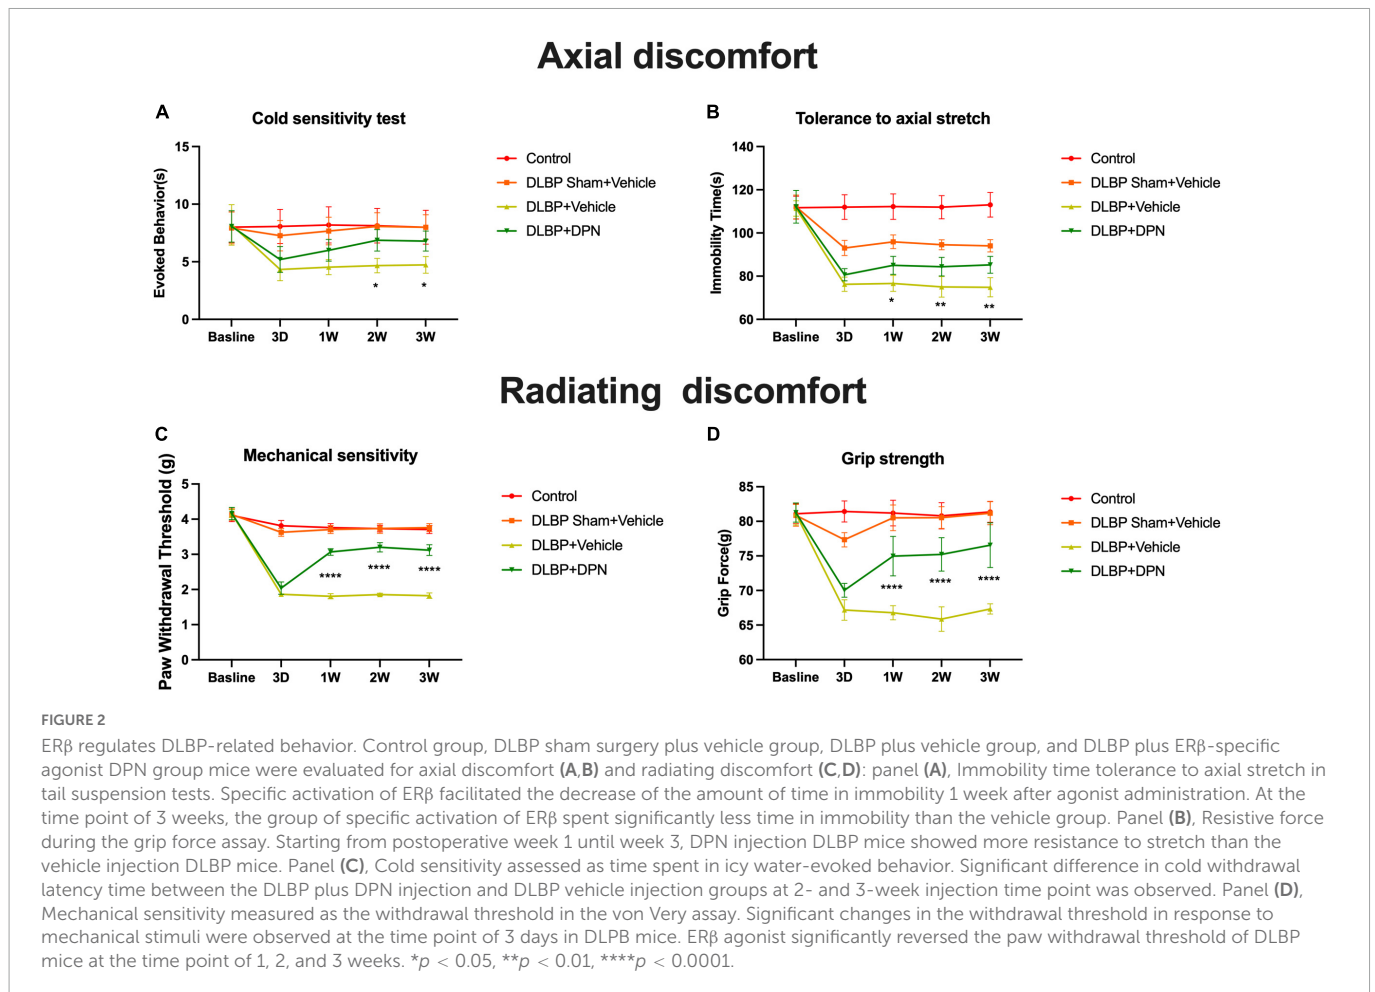 Axial discomfort
A
Cold sensitivity test
Evoked Behavior(s)
15
10
5
0
Basline 3D 1W 2W 3W
* *
Control
DLBP Sham+Vehicle
DLBP+Vehicle
DLBP+DPN
B
Tolerance to axial stretch
Immobility Time(s)
140
120
100
80
60
Basline 3D 1W 2W 3W
* ** **
Control
DLBP Sham+Vehicle
DLBP+Vehicle
DLBP+DPN
Radiating discomfort
C
Mechanical sensitivity
Paw Withdrawal Threshold (g)
5
4
3
2
1
0
Basline 3D 1W 2W 3W
**** **** ****
Control
DLBP Sham+Vehicle
DLBP+Vehicle
DLBP+DPN
D
Grip strength
Grip Force(g)
85
80
75
70
65
60
Basline 3D 1W 2W 3W
**** **** ****
Control
DLBP Sham+Vehicle
DLBP+Vehicle
DLBP+DPN
FIGURE 2
ERβ regulates DLBP-related behavior. Control group, DLBP sham surgery plus vehicle group, DLBP plus vehicle group, and DLBP plus ERβ-specific
agonist DPN group mice were evaluated for axial discomfort (A,B) and radiating discomfort (C,D): panel (A), Immobility time tolerance to axial stretch in
tail suspension tests. Specific activation of ERβ facilitated the decrease of the amount of time in immobility 1 week after agonist administration. At the
time point of 3 weeks, the group of specific activation of ERβ spent significantly less time in immobility than the vehicle group. Panel (B), Resistive force
during the grip force assay. Starting from postoperative week 1 until week 3, DPN injection DLBP mice showed more resistance to stretch than the
vehicle injection DLBP mice. Panel (C), Cold sensitivity assessed as time spent in icy water-evoked behavior. Significant difference in cold withdrawal
latency time between the DLBP plus DPN injection and DLBP vehicle injection groups at 2- and 3-week injection time point was observed. Panel (D),
Mechanical sensitivity measured as the withdrawal threshold in the von Very assay. Significant changes in the withdrawal threshold in response to
mechanical stimuli were observed at the time point of 3 days in DLPB mice. ERβ agonist significantly reversed the paw withdrawal threshold of DLBP
mice at the time point of 1, 2, and 3 weeks. *p < 0.05, **p < 0.01, ****p < 0.0001.